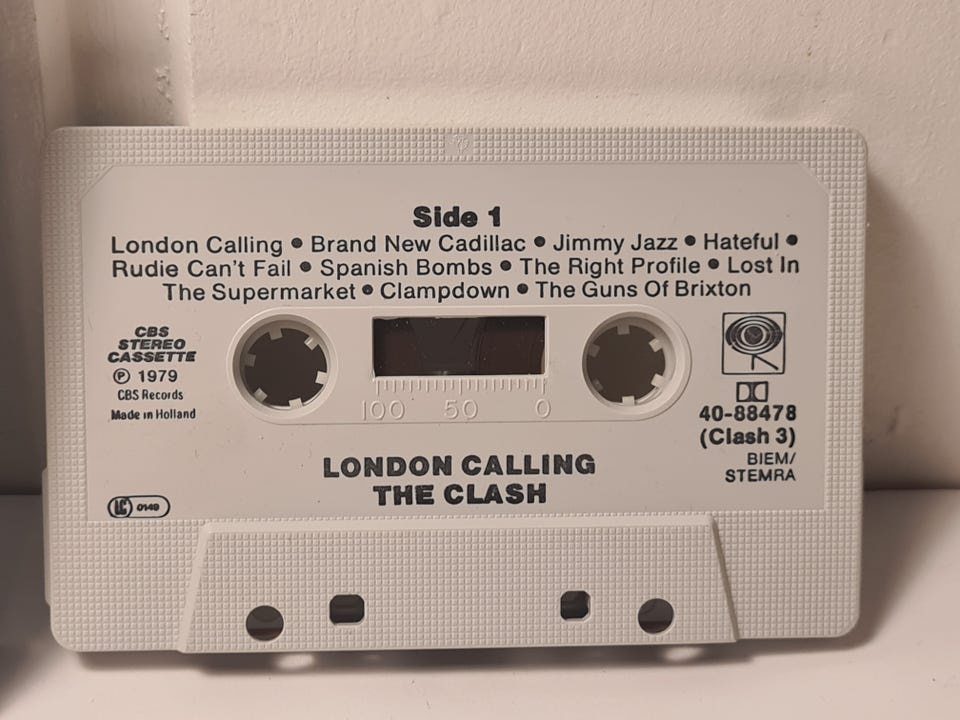 Side 1
London Calling • Brand New Cadillac • Jimmy Jazz • Hateful •
Rudie Can't Fail • Spanish Bombs • The Right Profile • Lost In
The Supermarket • Clampdown • The Guns Of Brixton
CBS
STEREO
CASSETTE
℗ 1979
CBS Records
Made in Holland
100 50 0
40-88478
(Clash 3)
BIEM/
STEMRA
LONDON CALLING
THE CLASH
LC 0149